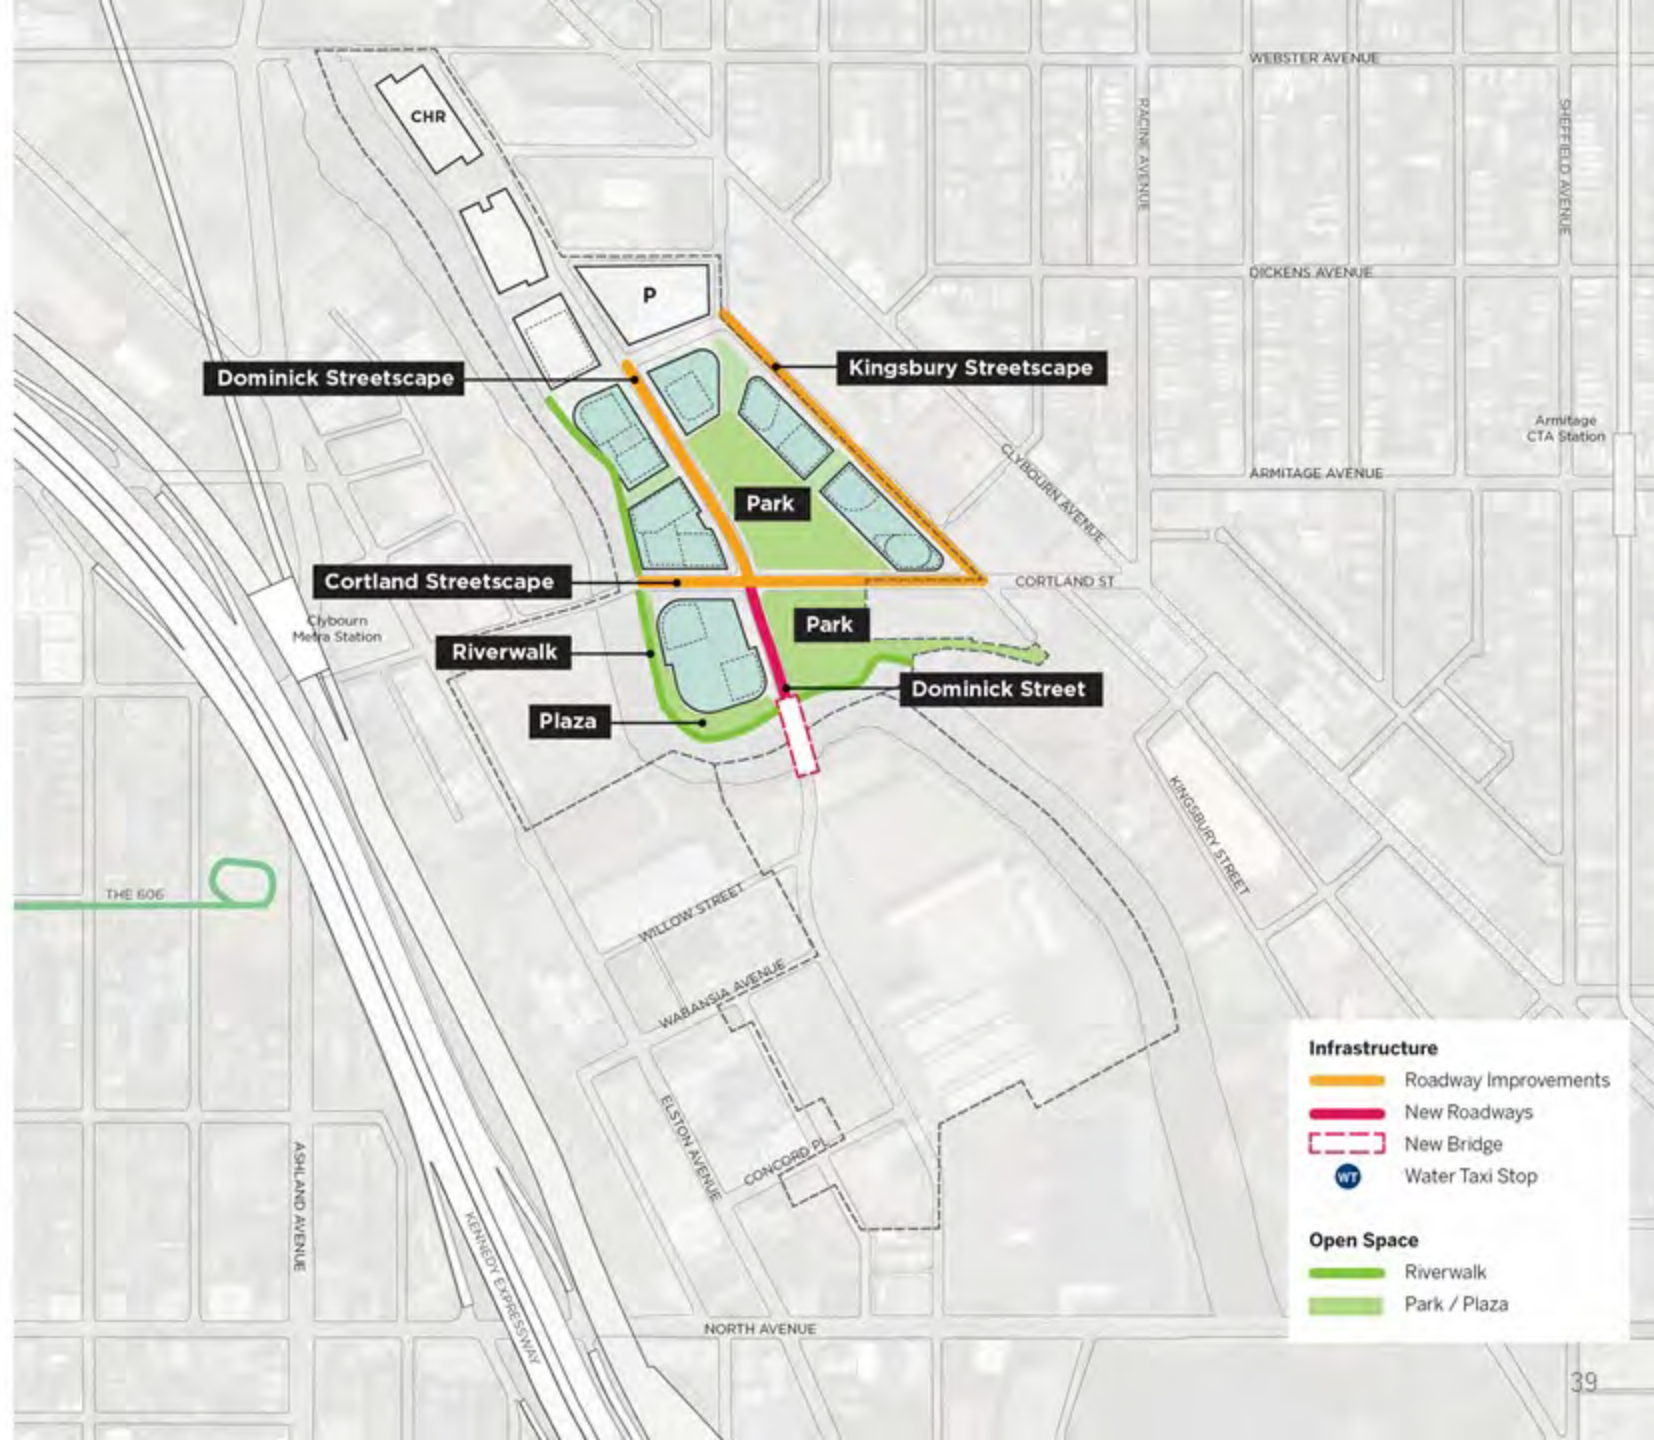 WEBSTER AVENUE
CHR
RACINE AVENUE
SHEFFIELD AVENUE
DICKENS AVENUE
P
Dominick Streetscape
Kingsbury Streetscape
Armitage
CTA Station
CLYBOURN AVENUE
ARMITAGE AVENUE
Park
Cortland Streetscape
CORTLAND ST
Clybourn
Metra Station
Park
Riverwalk
Dominick Street
Plaza
KINGSBURY STREET
THE 606
WILLOW STREET
WABANSIA AVENUE
ELSTON AVENUE
CONCORD PL
ASHLAND AVENUE
KENNEDY EXPRESSWAY
NORTH AVENUE
Infrastructure
Roadway Improvements
New Roadways
New Bridge
WT Water Taxi Stop
Open Space
Riverwalk
Park / Plaza
39